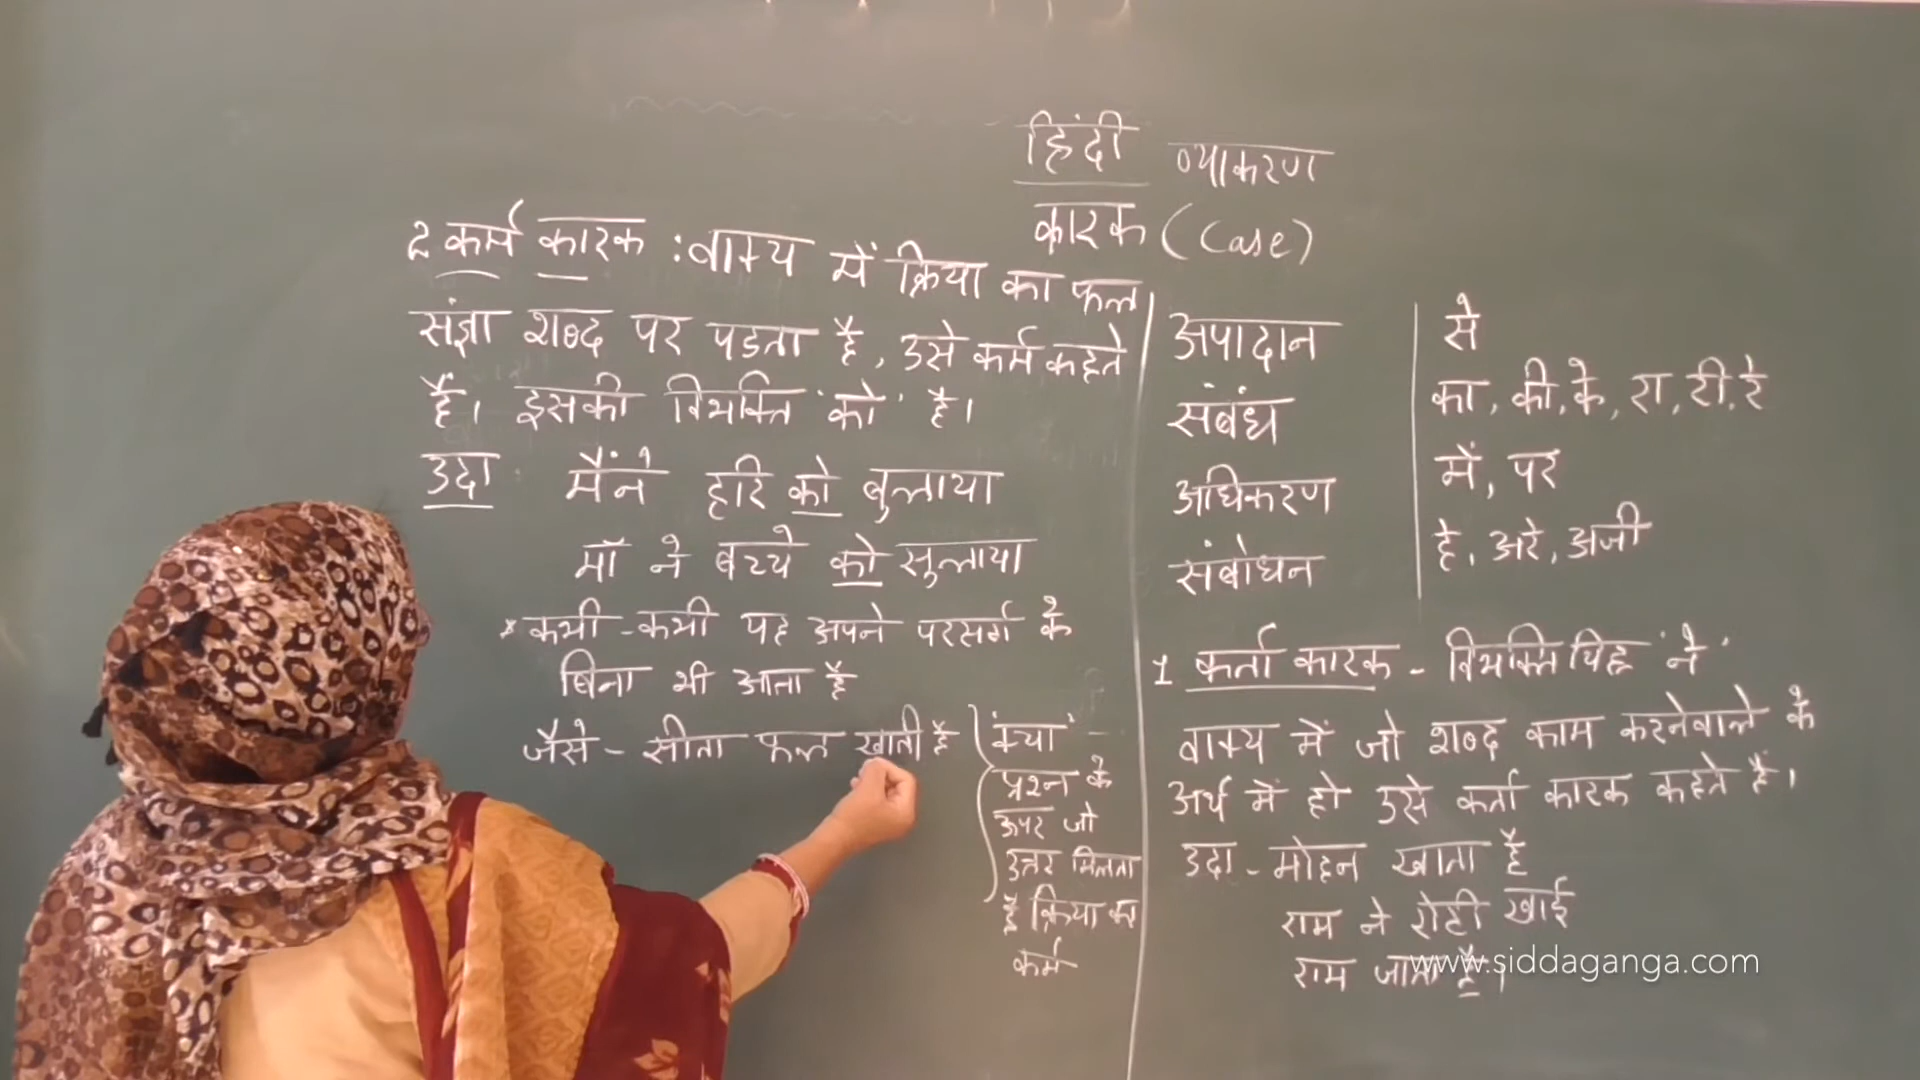 हिंदी व्याकरण
कारक (Case)
2 कर्म कारक : वाक्य में क्रिया का फल
संज्ञा शब्द पर पडता है, उसे कर्म कहते
हैं। इसकी विभक्ति 'को' है।
उदा मैंने हरि को बुलाया
माँ ने बच्चे को सुलाया
* कभी-कभी यह अपने परसर्ग के
बिना भी आता है
जैसे - सीता फल खाती है
'क्या'
प्रश्न के
ऊपर जो
उत्तर मिलता
है क्रिया का
कर्म
अपादान से
संबंध का, की, के, रा, री, रे
अधिकरण में, पर
संबोधन हे, अरे, अजी
1 कर्ता कारक - विभक्ति चिह्न 'ने'
वाक्य में जो शब्द काम करनेवाले के
अर्थ में हो उसे कर्ता कारक कहते हैं।
उदा - मोहन खाता है
राम ने रोटी खाई
राम जाता है।
www.siddaganga.com